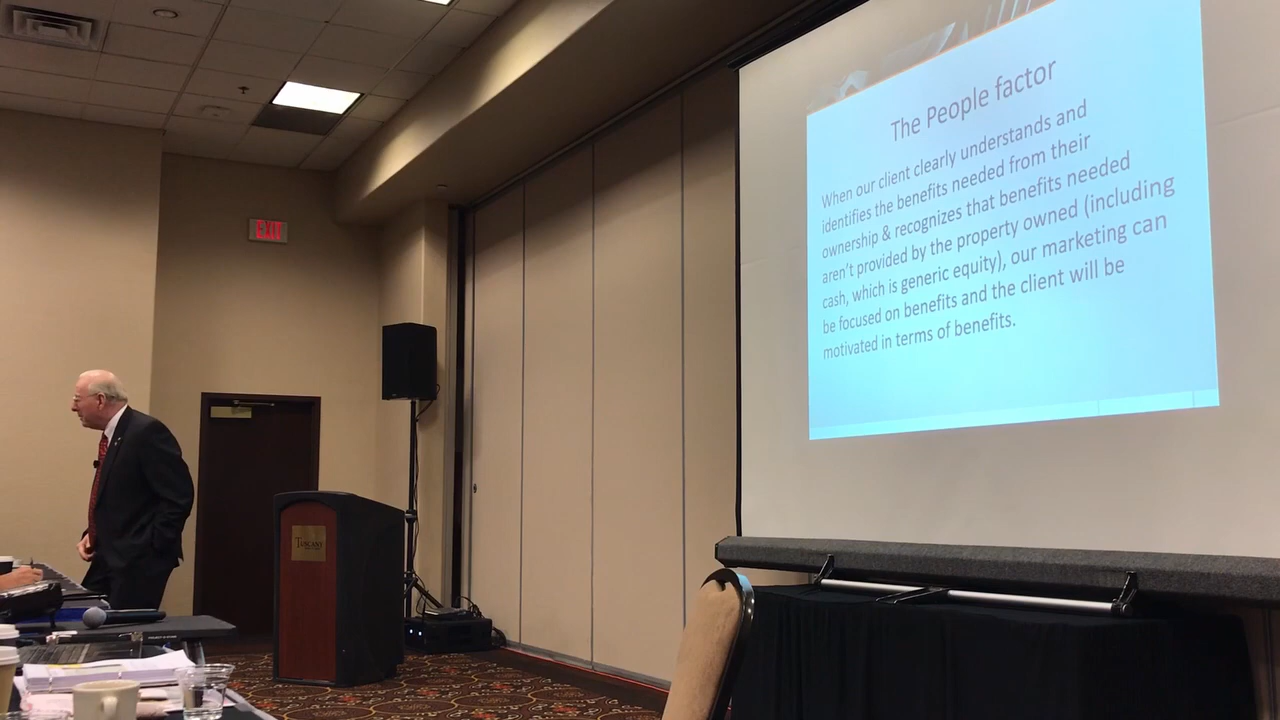 The People factor
When our client clearly understands and
identifies the benefits needed from their
ownership & recognizes that benefits needed
aren't provided by the property owned (including
cash, which is generic equity), our marketing can
be focused on benefits and the client will be
motivated in terms of benefits.
EXIT
TUSCANY